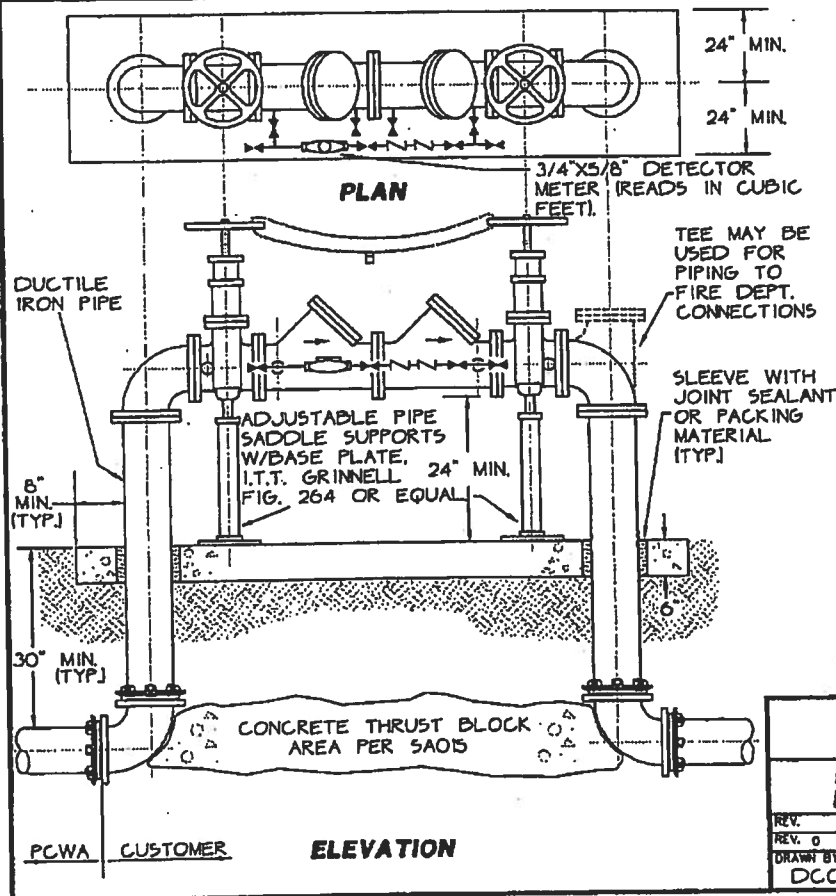 24" MIN.
24" MIN.
PLAN
3/4"X5/8" DETECTOR
METER (READS IN CUBIC
FEET).
TEE MAY BE
USED FOR
PIPING TO
FIRE DEPT.
CONNECTIONS
DUCTILE
IRON PIPE
SLEEVE WITH
JOINT SEALANT
OR PACKING
MATERIAL
(TYP.)
ADJUSTABLE PIPE
SADDLE SUPPORTS
W/BASE PLATE,
I.T.T. GRINNELL
FIG. 264 OR EQUAL
24" MIN.
8"
MIN.
(TYP.)
6"
30" MIN.
(TYP.)
CONCRETE THRUST BLOCK
AREA PER SA015
PCWA CUSTOMER
ELEVATION
REV.
REV. 0
DRAWN BY
DCC